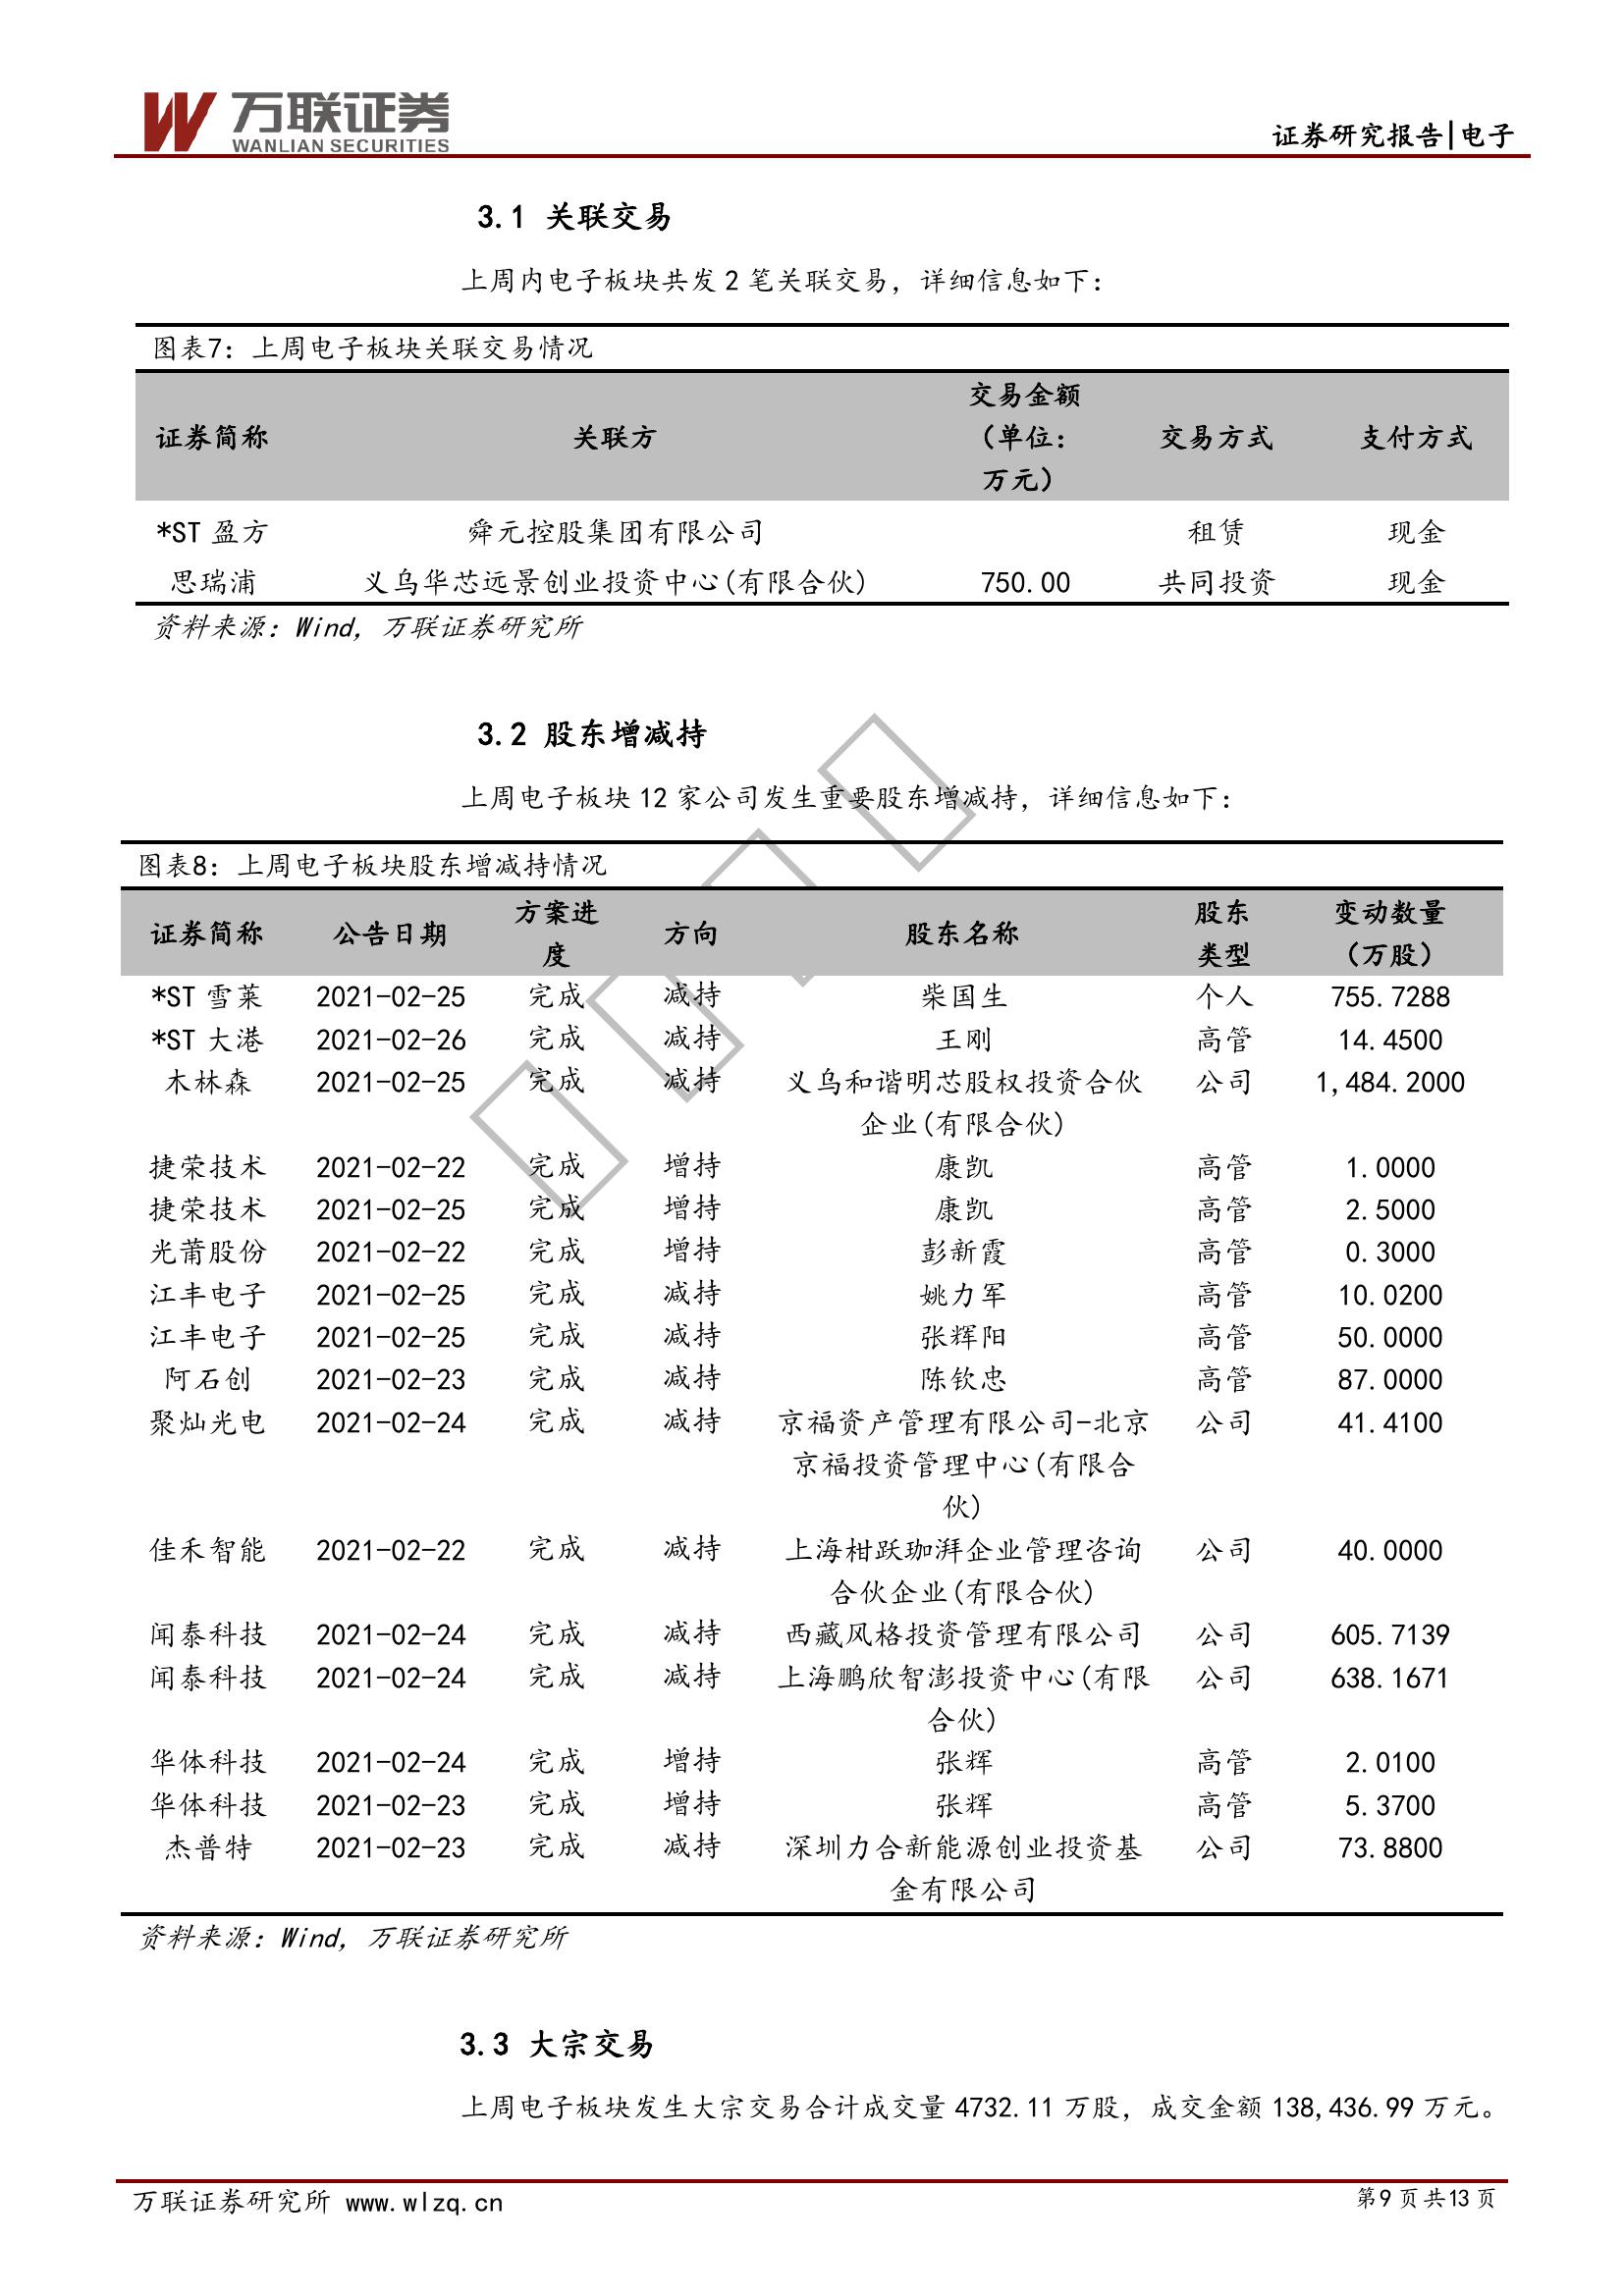 万联证券
WANLIAN SECURITIES
证券研究报告|电子
3.1 关联交易
上周内电子板块共发 2 笔关联交易，详细信息如下：
图表7：上周电子板块关联交易情况
证券简称 关联方 交易金额（单位：万元） 交易方式 支付方式
*ST 盈方 舜元控股集团有限公司 租赁 现金
思瑞浦 义乌华芯远景创业投资中心(有限合伙) 750.00 共同投资 现金
资料来源：Wind，万联证券研究所
3.2 股东增减持
上周电子板块 12 家公司发生重要股东增减持，详细信息如下：
图表8：上周电子板块股东增减持情况
证券简称 公告日期 方案进度 方向 股东名称 股东类型 变动数量（万股）
*ST 雪莱 2021-02-25 完成 减持 柴国生 个人 755.7288
*ST 大港 2021-02-26 完成 减持 王刚 高管 14.4500
木林森 2021-02-25 完成 减持 义乌和谐明芯股权投资合伙 公司 1,484.2000
企业(有限合伙)
捷荣技术 2021-02-22 完成 增持 康凯 高管 1.0000
捷荣技术 2021-02-25 完成 增持 康凯 高管 2.5000
光莆股份 2021-02-22 完成 增持 彭新霞 高管 0.3000
江丰电子 2021-02-25 完成 减持 姚力军 高管 10.0200
江丰电子 2021-02-25 完成 减持 张辉阳 高管 50.0000
阿石创 2021-02-23 完成 减持 陈钦忠 高管 87.0000
聚灿光电 2021-02-24 完成 减持 京福资产管理有限公司-北京 公司 41.4100
京福投资管理中心(有限合
伙)
佳禾智能 2021-02-22 完成 减持 上海柑跃珈湃企业管理咨询 公司 40.0000
合伙企业(有限合伙)
闻泰科技 2021-02-24 完成 减持 西藏风格投资管理有限公司 公司 605.7139
闻泰科技 2021-02-24 完成 减持 上海鹏欣智澎投资中心(有限 公司 638.1671
合伙)
华体科技 2021-02-24 完成 增持 张辉 高管 2.0100
华体科技 2021-02-23 完成 增持 张辉 高管 5.3700
杰普特 2021-02-23 完成 减持 深圳力合新能源创业投资基 公司 73.8800
金有限公司
资料来源：Wind，万联证券研究所
3.3 大宗交易
上周电子板块发生大宗交易合计成交量 4732.11 万股，成交金额 138,436.99 万元。
万联证券研究所 www.wlzq.cn
第9页共13页